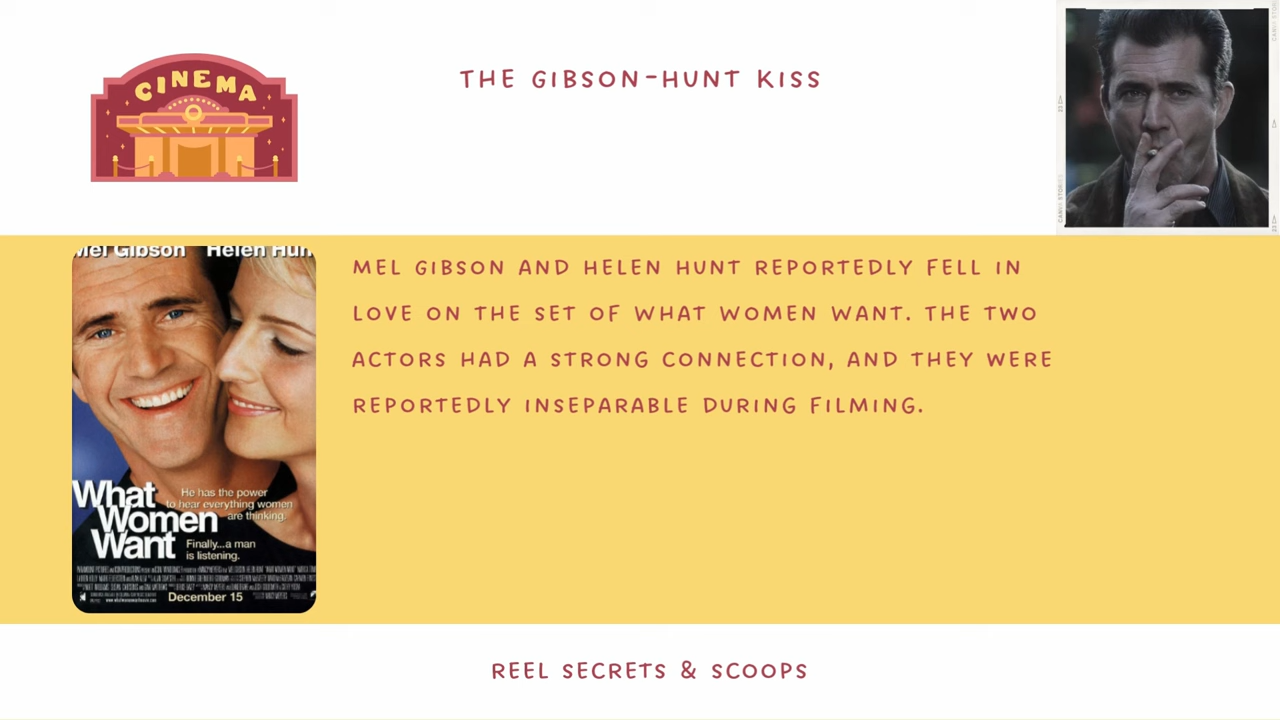 CINEMA
THE GIBSON-HUNT KISS
Mel Gibson Helen Hun
MEL GIBSON AND HELEN HUNT REPORTEDLY FELL IN
LOVE ON THE SET OF WHAT WOMEN WANT. THE TWO
ACTORS HAD A STRONG CONNECTION, AND THEY WERE
REPORTEDLY INSEPARABLE DURING FILMING.
What
Women
Want
He has the power
to hear everything women
are thinking.
Finally...a man
is listening.
December 15
REEL SECRETS & SCOOPS